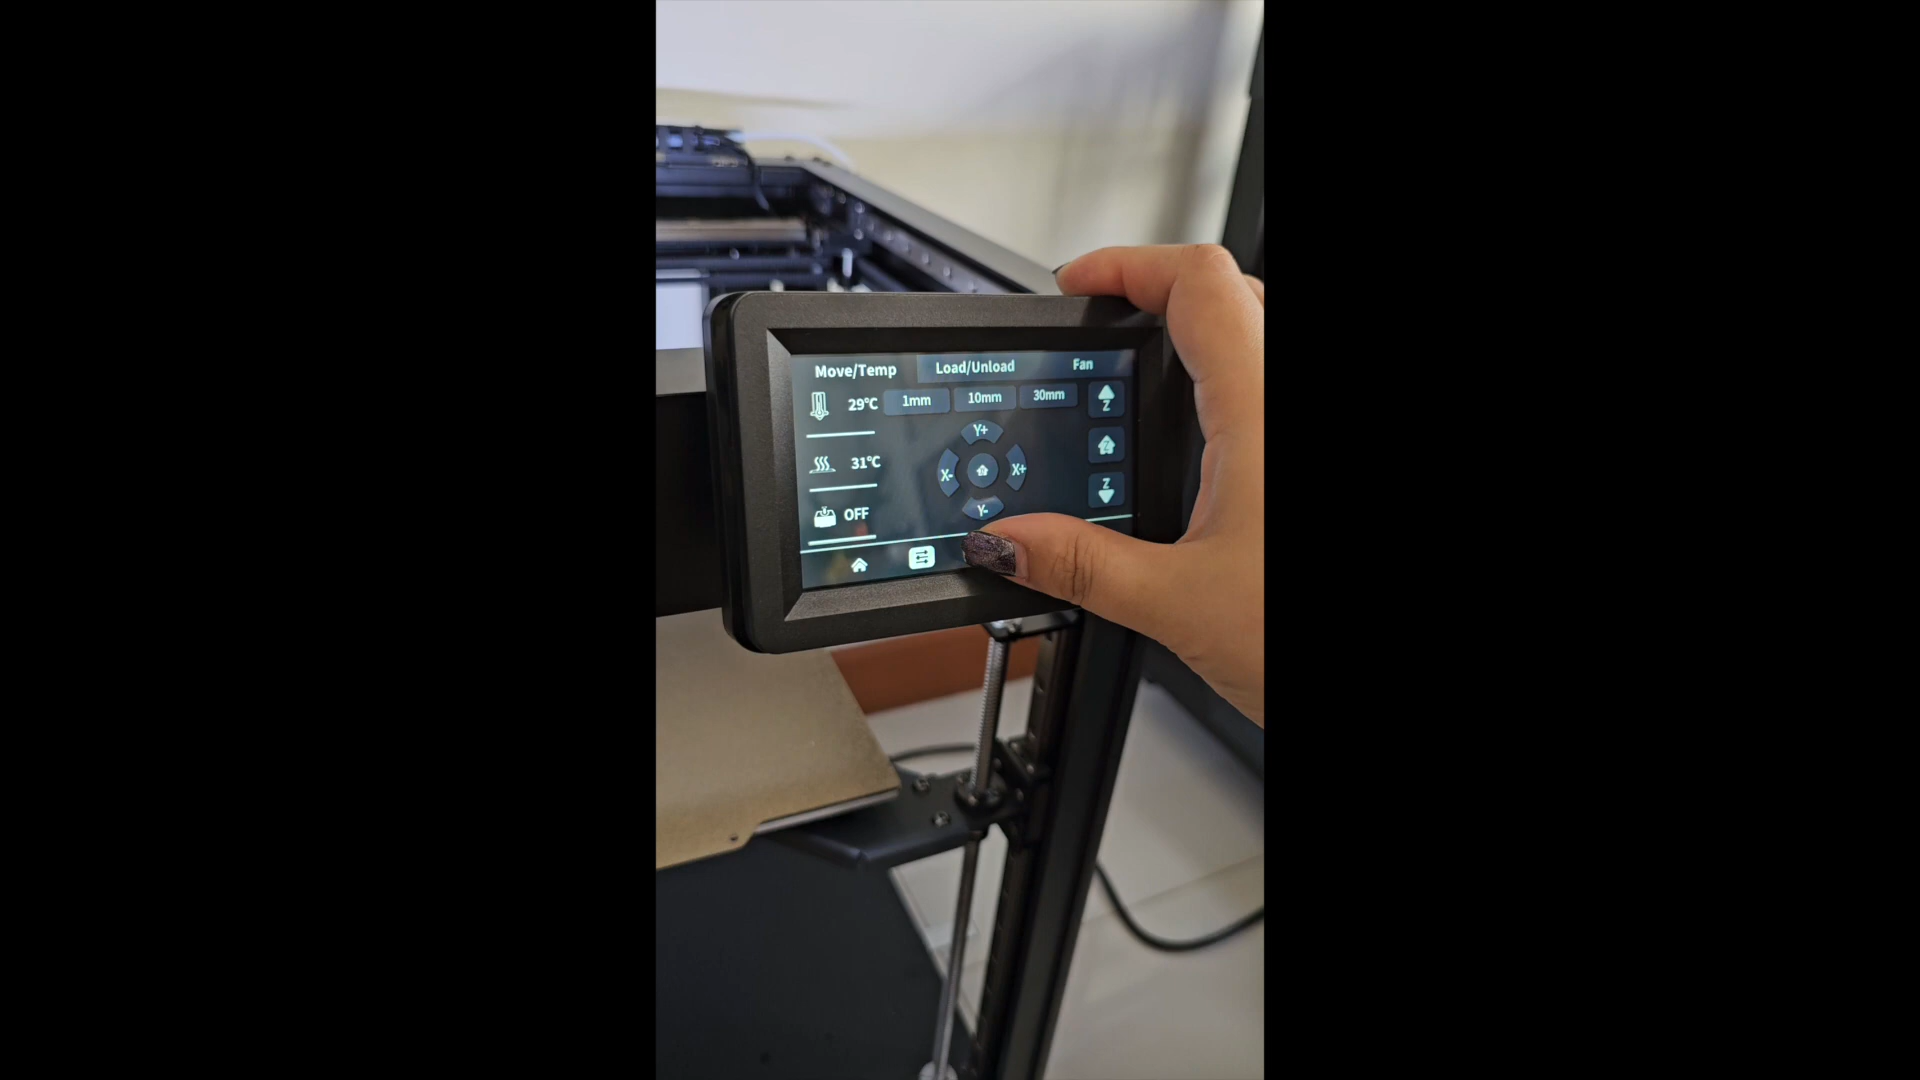 Move/Temp Load/Unload Fan
29℃ 1mm 10mm 30mm Z
Y+
31℃ X- X+
Z
OFF Y-